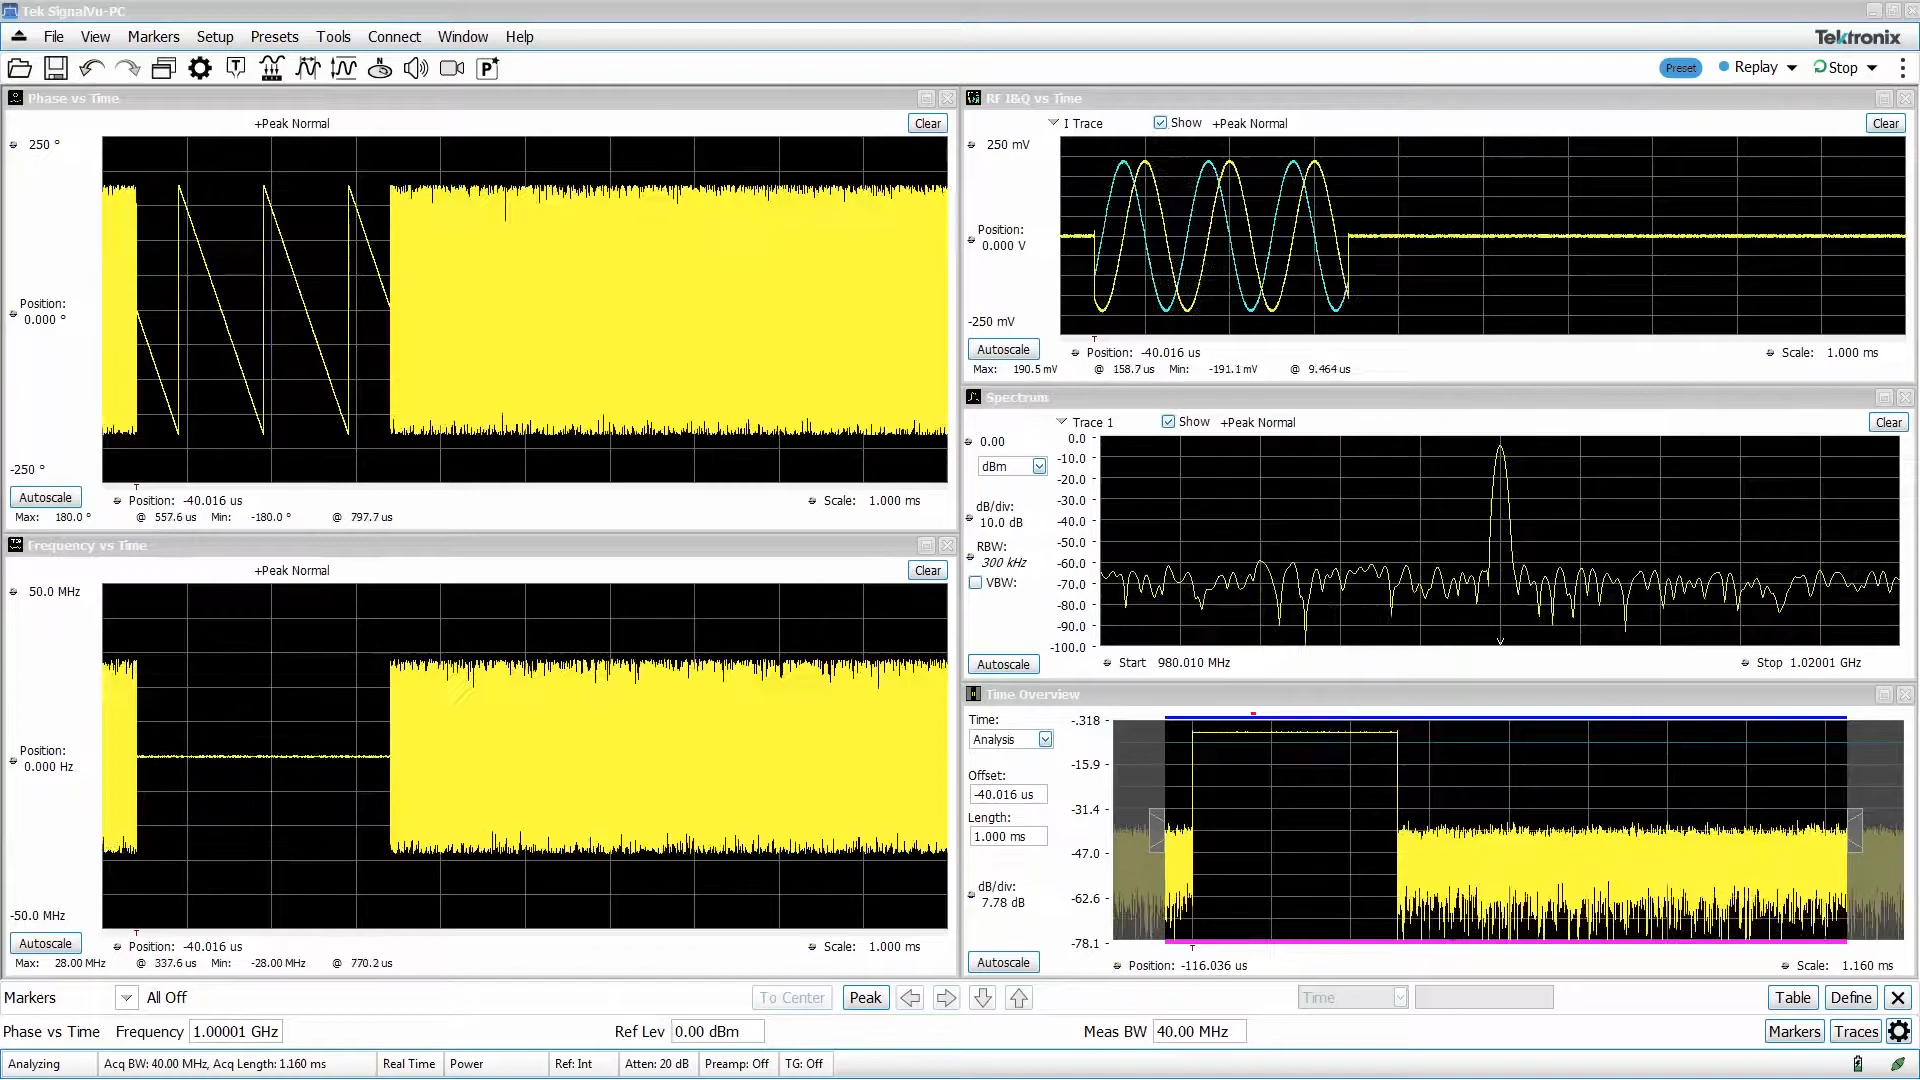 Tek SignalVu-PC
File View Markers Setup Presets Tools Connect Window Help
Tektronix
Preset Replay Stop
Phase vs Time
+Peak Normal
Clear
250 °
Position:
0.000 °
-250 °
Autoscale
T
Position: -40.016 us
Scale: 1.000 ms
Max: 180.0 ° @ 557.6 us Min: -180.0 ° @ 797.7 us
Frequency vs Time
+Peak Normal
Clear
50.0 MHz
Position:
0.000 Hz
-50.0 MHz
Autoscale
T
Position: -40.016 us
Scale: 1.000 ms
Max: 28.00 MHz @ 337.6 us Min: -28.00 MHz @ 770.2 us
RF I&Q vs Time
I Trace Show +Peak Normal
Clear
250 mV
Position:
0.000 V
-250 mV
Autoscale
T
Position: -40.016 us
Scale: 1.000 ms
Max: 190.5 mV @ 158.7 us Min: -191.1 mV @ 9.464 us
Spectrum
Trace 1 Show +Peak Normal
Clear
0.00
dBm
dB/div:
10.0 dB
RBW:
300 kHz
VBW:
Autoscale
0.0
-10.0
-20.0
-30.0
-40.0
-50.0
-60.0
-70.0
-80.0
-90.0
-100.0
Start 980.010 MHz
Stop 1.02001 GHz
Time Overview
Time:
Analysis
Offset:
-40.016 us
Length:
1.000 ms
dB/div:
7.78 dB
Autoscale
-.318
-15.9
-31.4
-47.0
-62.6
-78.1
T
Position: -116.036 us
Scale: 1.160 ms
Markers All Off
To Center Peak
Time
Table Define
Phase vs Time Frequency 1.00001 GHz
Ref Lev 0.00 dBm
Meas BW 40.00 MHz
Markers Traces
Analyzing
Acq BW: 40.00 MHz, Acq Length: 1.160 ms
Real Time
Power
Ref: Int
Atten: 20 dB
Preamp: Off
TG: Off